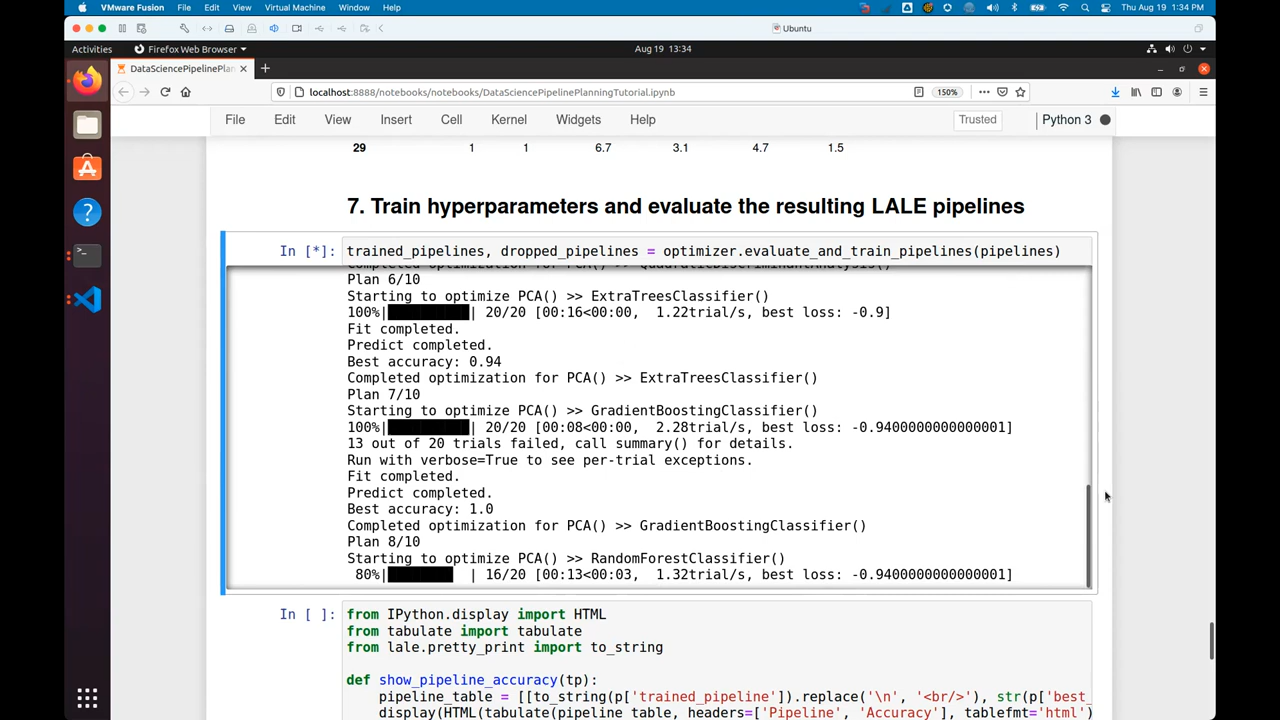 VMware Fusion File Edit View Virtual Machine Window Help Thu Aug 19 1:34 PM
Ubuntu
Activities Firefox Web Browser Aug 19 13:34
DataSciencePipelinePlan
localhost:8888/notebooks/notebooks/DataSciencePipelinePlanningTutorial.ipynb 150%
File Edit View Insert Cell Kernel Widgets Help Trusted Python 3
29 1 1 6.7 3.1 4.7 1.5
7. Train hyperparameters and evaluate the resulting LALE pipelines
In [*]: trained_pipelines, dropped_pipelines = optimizer.evaluate_and_train_pipelines(pipelines)
Completed optimization for PCA() >> QuadraticDiscriminantAnalysis()
Plan 6/10
Starting to optimize PCA() >> ExtraTreesClassifier()
100%|██████████| 20/20 [00:16<00:00, 1.22trial/s, best loss: -0.9]
Fit completed.
Predict completed.
Best accuracy: 0.94
Completed optimization for PCA() >> ExtraTreesClassifier()
Plan 7/10
Starting to optimize PCA() >> GradientBoostingClassifier()
100%|██████████| 20/20 [00:08<00:00, 2.28trial/s, best loss: -0.9400000000000001]
13 out of 20 trials failed, call summary() for details.
Run with verbose=True to see per-trial exceptions.
Fit completed.
Predict completed.
Best accuracy: 1.0
Completed optimization for PCA() >> GradientBoostingClassifier()
Plan 8/10
Starting to optimize PCA() >> RandomForestClassifier()
80%|████████  | 16/20 [00:13<00:03, 1.32trial/s, best loss: -0.9400000000000001]
In [ ]: from IPython.display import HTML
from tabulate import tabulate
from lale.pretty_print import to_string
def show_pipeline_accuracy(tp):
pipeline_table = [[to_string(p['trained_pipeline']).replace('\n', '<br/>'), str(p['best_
display(HTML(tabulate(pipeline_table, headers=['Pipeline', 'Accuracy'], tablefmt='html')